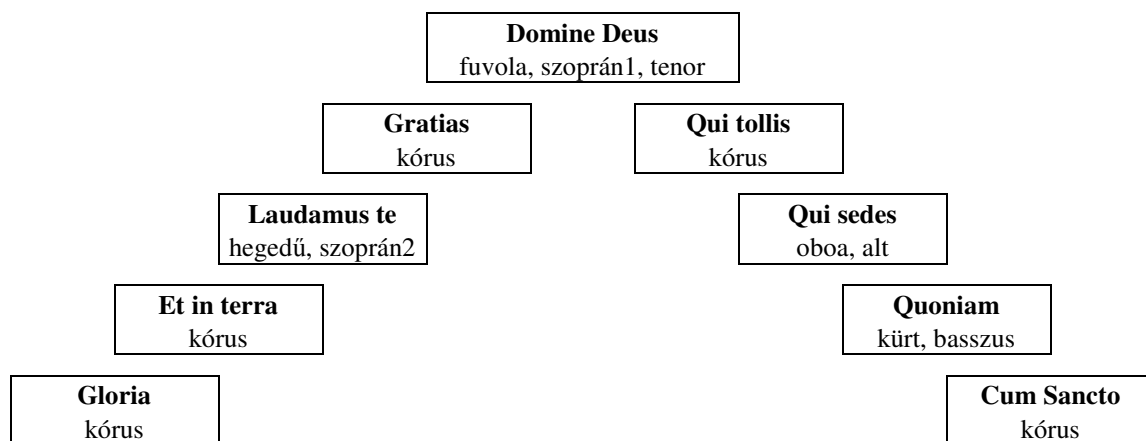 Domine Deus
fuvola, szoprán1, tenor
Gratias
kórus
Qui tollis
kórus
Laudamus te
hegedű, szoprán2
Qui sedes
oboa, alt
Et in terra
kórus
Quoniam
kürt, basszus
Gloria
kórus
Cum Sancto
kórus